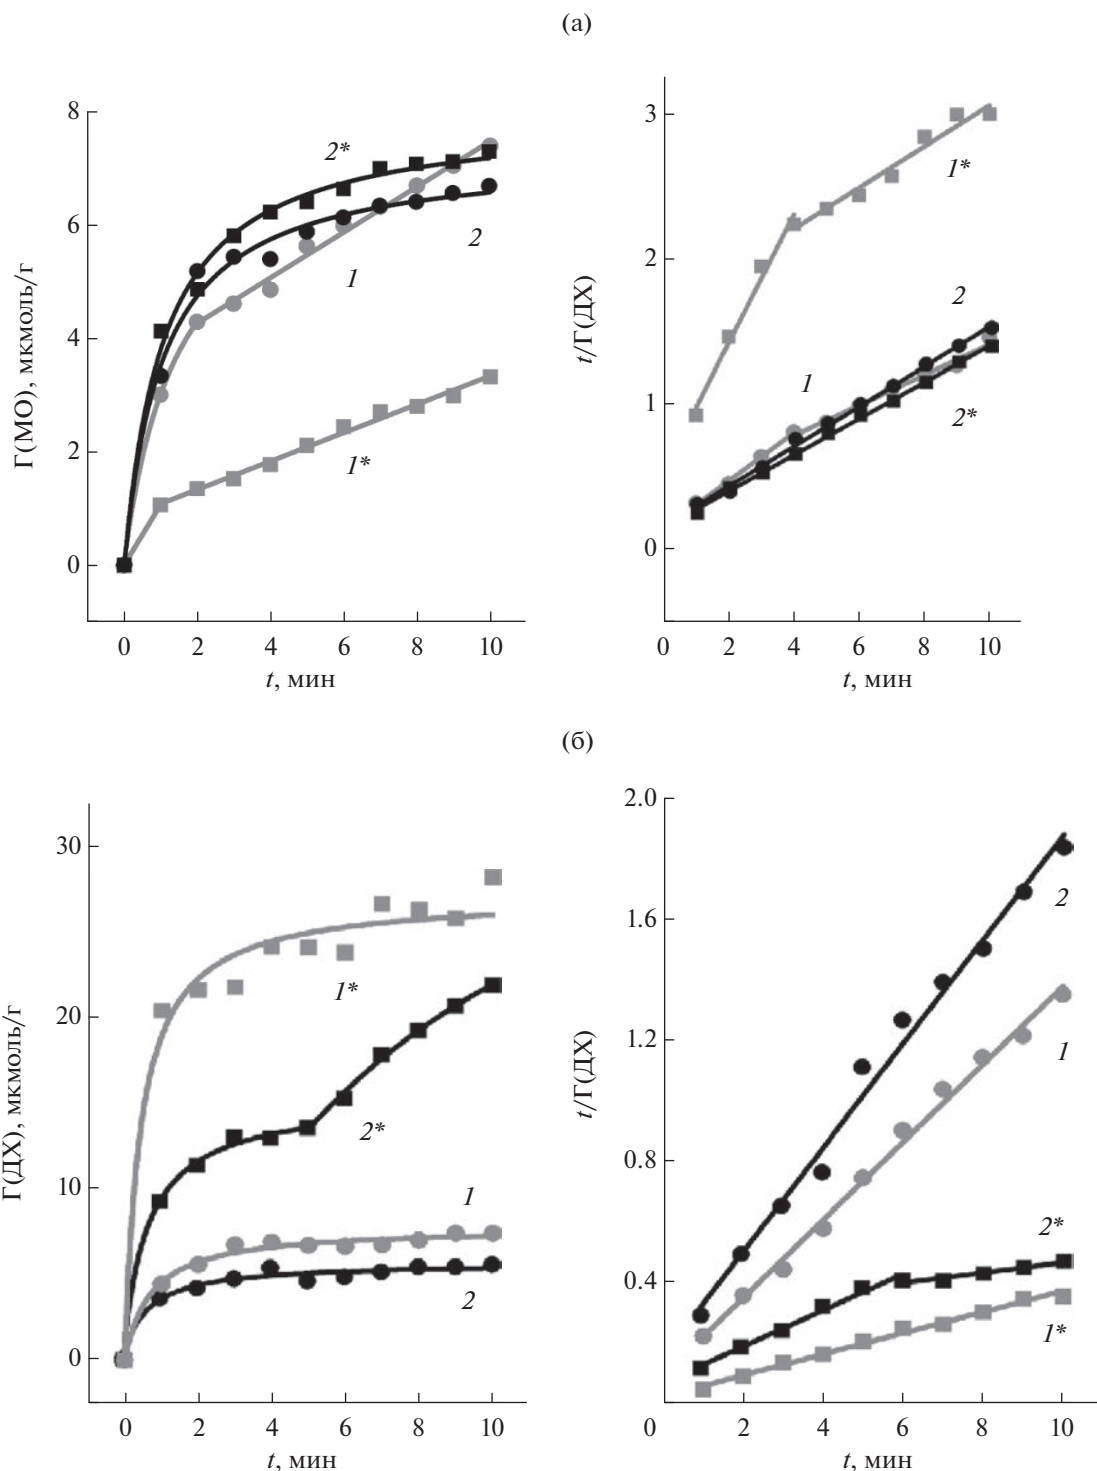 (а)
Γ(МО), мкмоль/г
8
6
4
2
0
2*
2
1
1*
0 2 4 6 8 10
t, мин
t/Γ(ДХ)
3
2
1
0
1*
2
1
2*
0 2 4 6 8 10
t, мин
(б)
Γ(ДХ), мкмоль/г
30
20
10
0
1*
2*
1
2
0 2 4 6 8 10
t, мин
t/Γ(ДХ)
2.0
1.6
1.2
0.8
0.4
2
1
2*
1*
0 2 4 6 8 10
t, мин